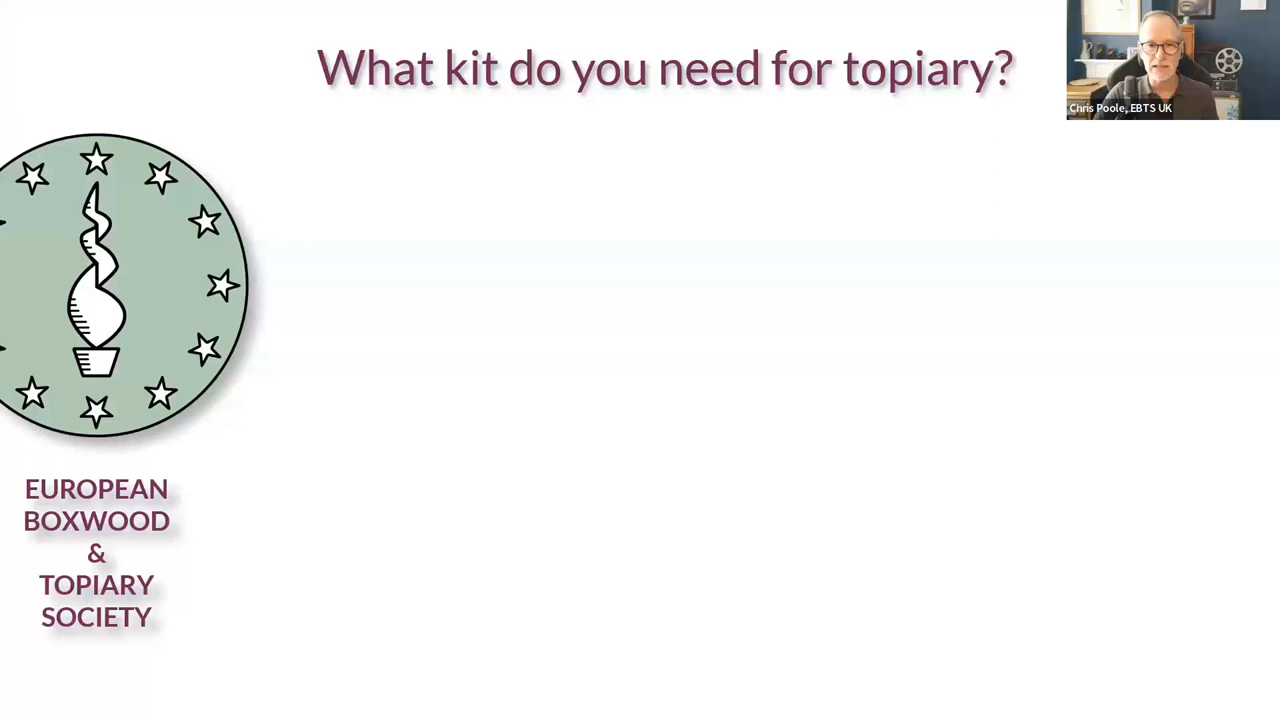 What kit do you need for topiary?
Chris Poole, EBTS UK
EUROPEAN
BOXWOOD
&
TOPIARY
SOCIETY